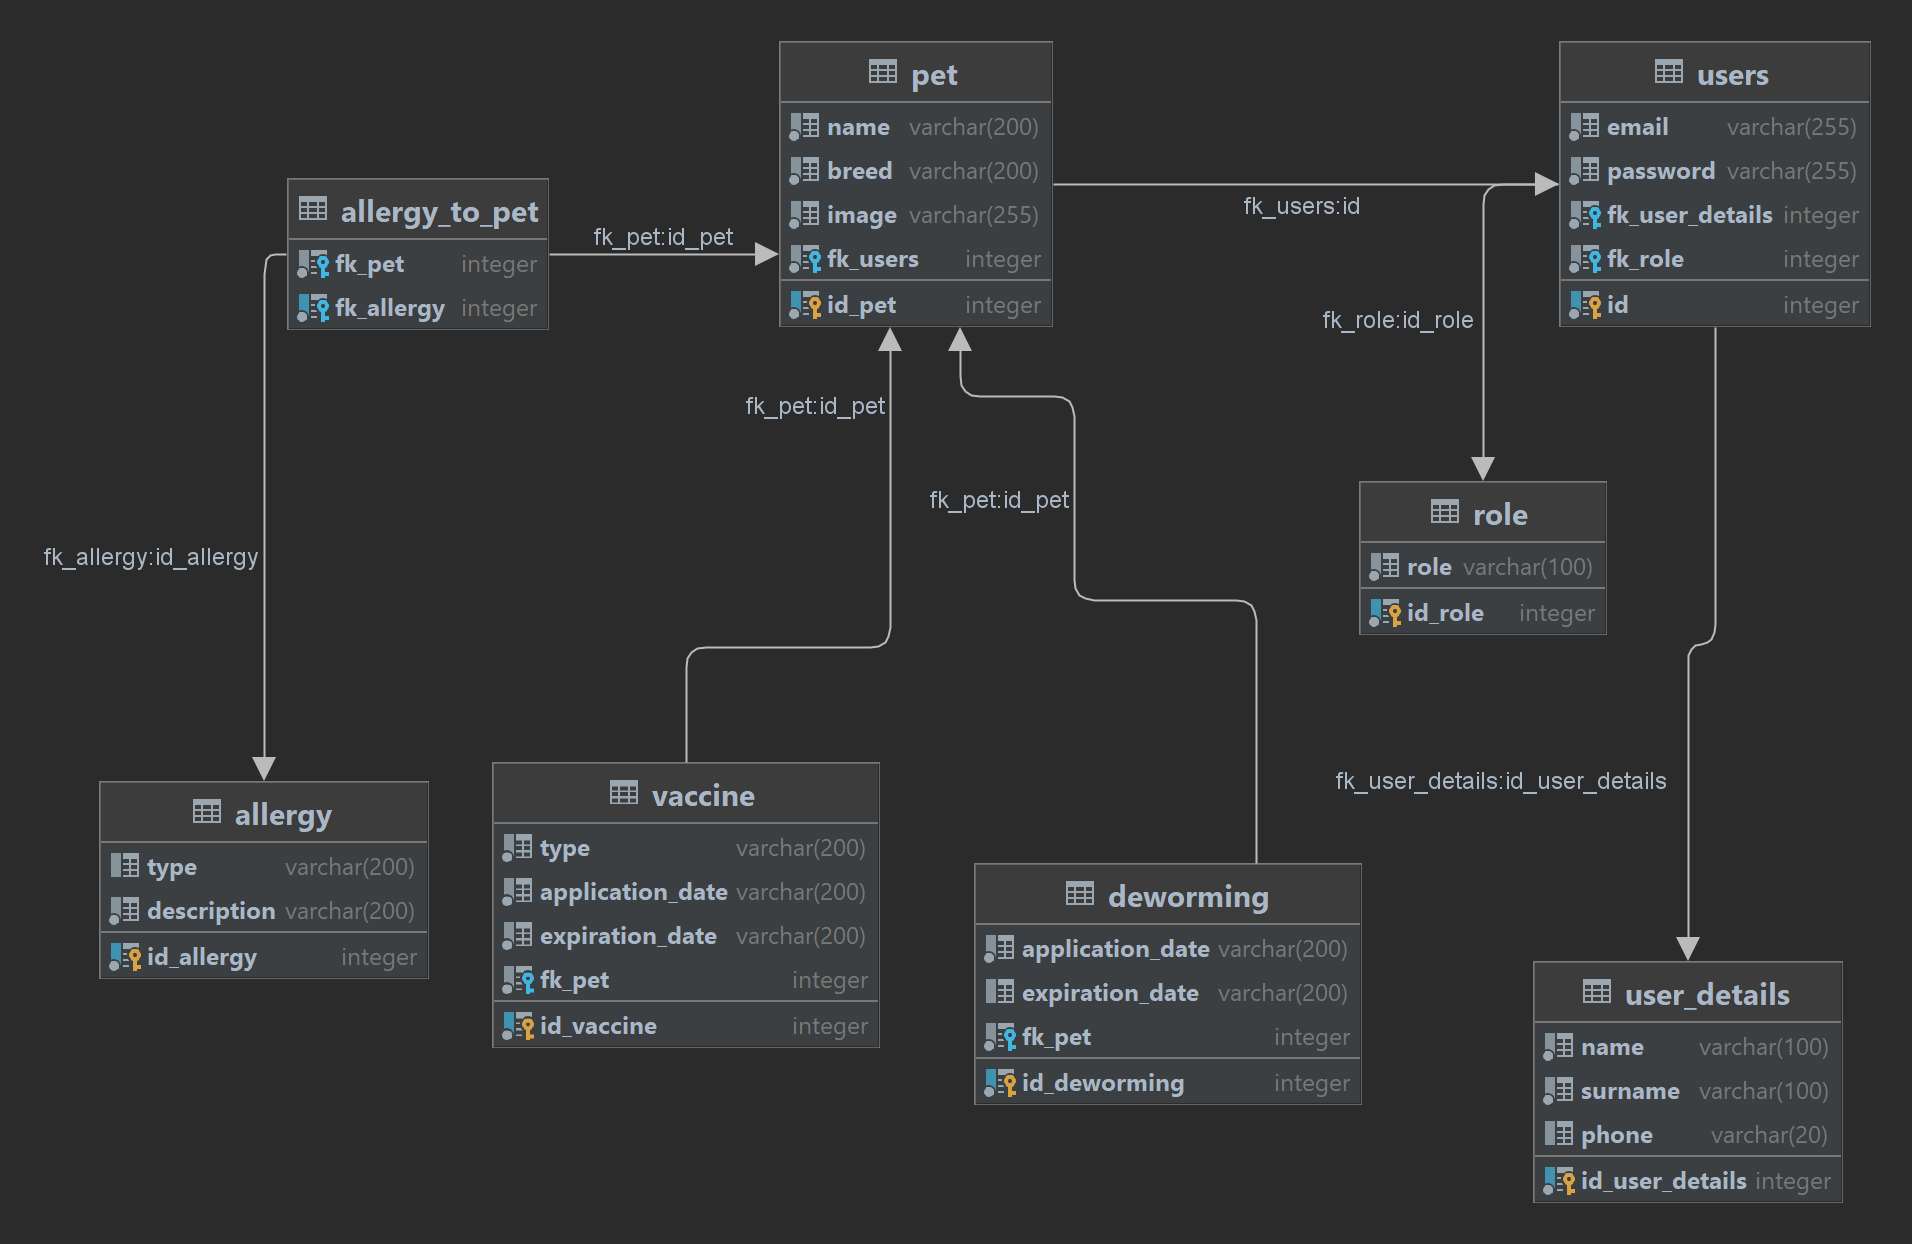 pet
name varchar(200)
breed varchar(200)
image varchar(255)
fk_users integer
id_pet integer
users
email varchar(255)
password varchar(255)
fk_user_details integer
fk_role integer
id integer
allergy_to_pet
fk_pet integer
fk_allergy integer
fk_pet:id_pet
fk_users:id
fk_role:id_role
fk_pet:id_pet
fk_pet:id_pet
fk_allergy:id_allergy
role
role varchar(100)
id_role integer
fk_user_details:id_user_details
allergy
type varchar(200)
description varchar(200)
id_allergy integer
vaccine
type varchar(200)
application_date varchar(200)
expiration_date varchar(200)
fk_pet integer
id_vaccine integer
deworming
application_date varchar(200)
expiration_date varchar(200)
fk_pet integer
id_deworming integer
user_details
name varchar(100)
surname varchar(100)
phone varchar(20)
id_user_details integer